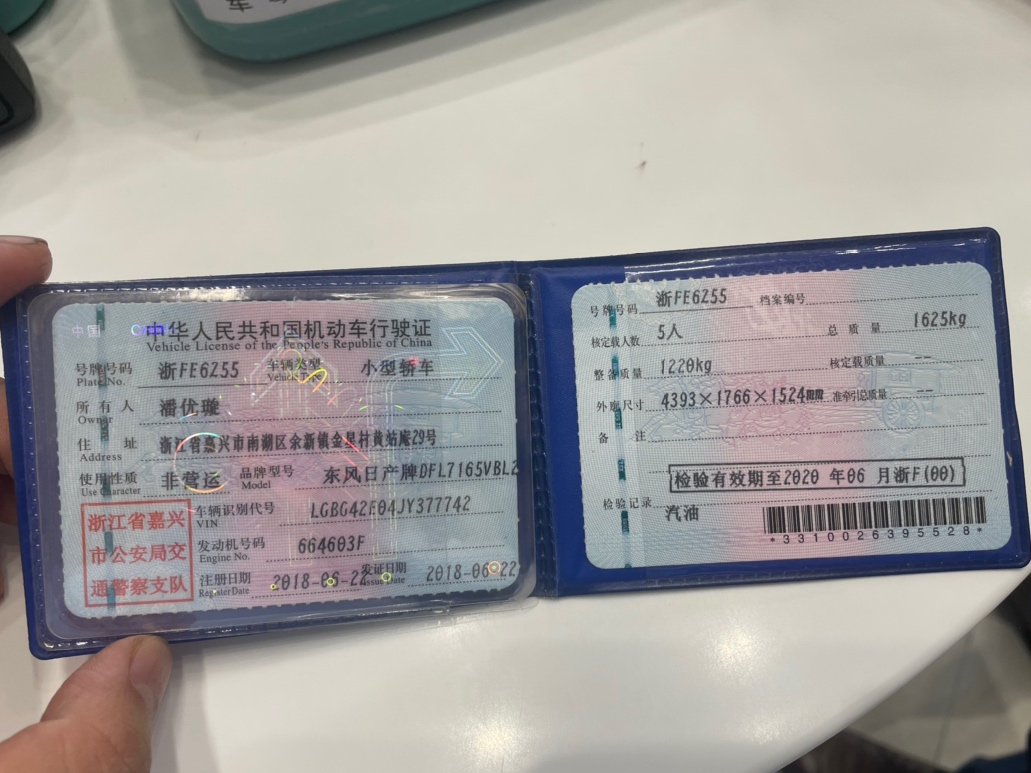 车
中国
中华人民共和国机动车行驶证
Vehicle License of the People's Republic of China
号牌号码 浙FE6Z55 车辆类型 小型轿车
Plate No. Vehicle
所有人 潘优璇
Owner
住址 浙江省嘉兴市南湖区余新镇金星村黄姑庵29号
Address
使用性质 非营运 品牌型号 东风日产牌DFL7165VBL2
Use Character Model
浙江省嘉兴
市公安局交
通警察支队
车辆识别代号 LGBG42E04JY377742
VIN
发动机号码 664603F
Engine No.
注册日期 2018-06-22 发证日期 2018-06-22
Register Date Issue Date
号牌号码 浙FE6Z55 档案编号
核定载人数 5人 总质量 1625kg
整备质量 1220kg 核定载质量 --
外廓尺寸 4393×1766×1524mm 准牵引总质量 --
备注
检验有效期至2020 年06 月浙F(00)
检验记录
汽油
*3310026395528*